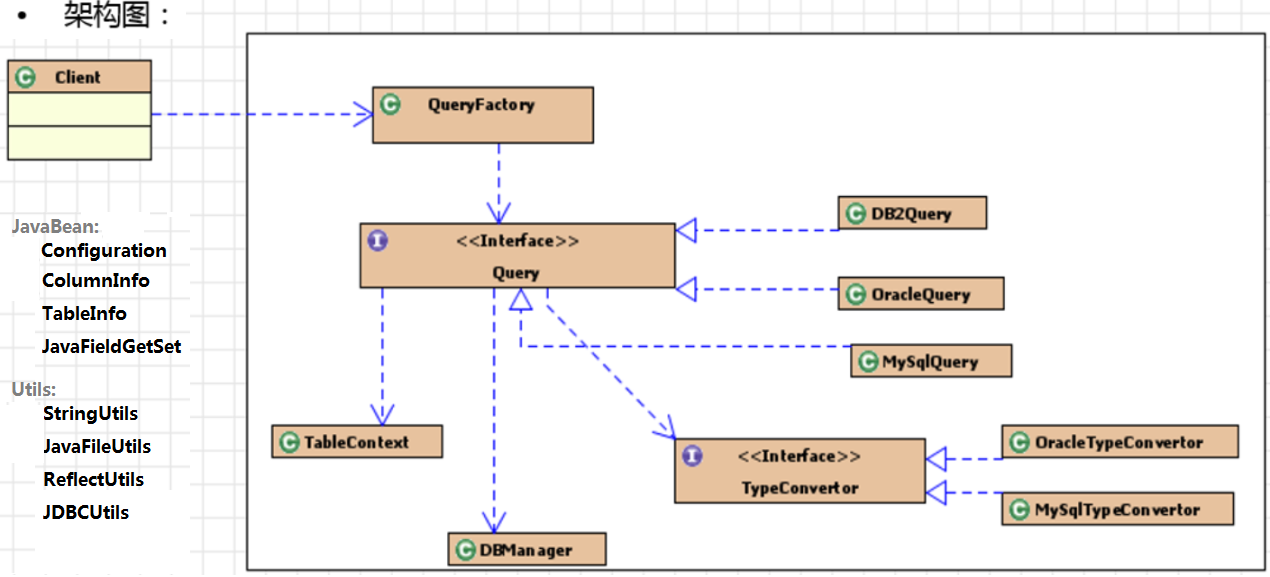 • 架构图：
C Client
C QueryFactory
JavaBean:
Configuration
ColumnInfo
TableInfo
JavaFieldGetSet
Utils:
StringUtils
JavaFileUtils
ReflectUtils
JDBCUtils
I <<Interface>>
Query
C DB2Query
C OracleQuery
C MySqlQuery
C TableContext
I <<Interface>>
TypeConvertor
C OracleTypeConvertor
C MySqlTypeConvertor
C DBManager